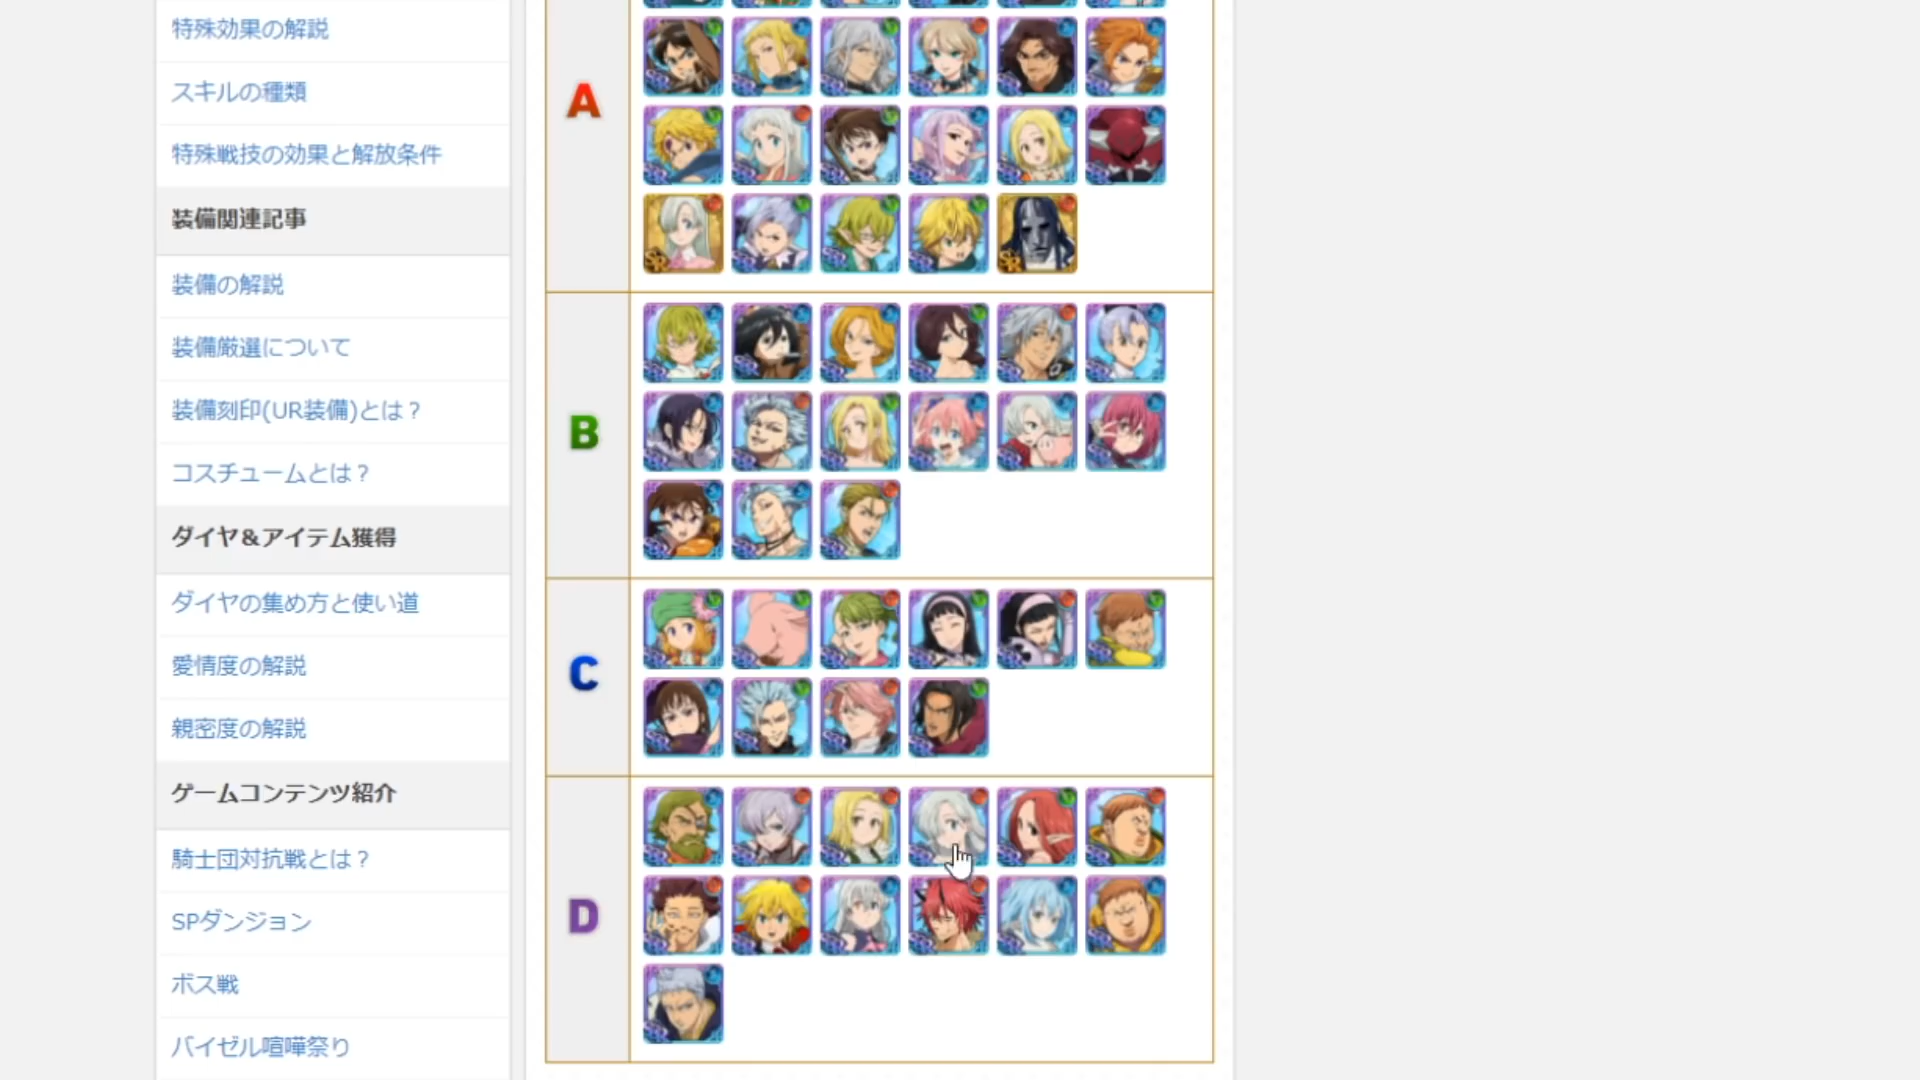 特殊効果の解説
スキルの種類
特殊戦技の効果と解放条件
装備関連記事
装備の解説
装備厳選について
装備刻印(UR装備)とは？
コスチュームとは？
ダイヤ＆アイテム獲得
ダイヤの集め方と使い道
愛情度の解説
親密度の解説
ゲームコンテンツ紹介
騎士団対抗戦とは？
SPダンジョン
ボス戦
バイゼル喧嘩祭り
A
SR
SR
B
C
D